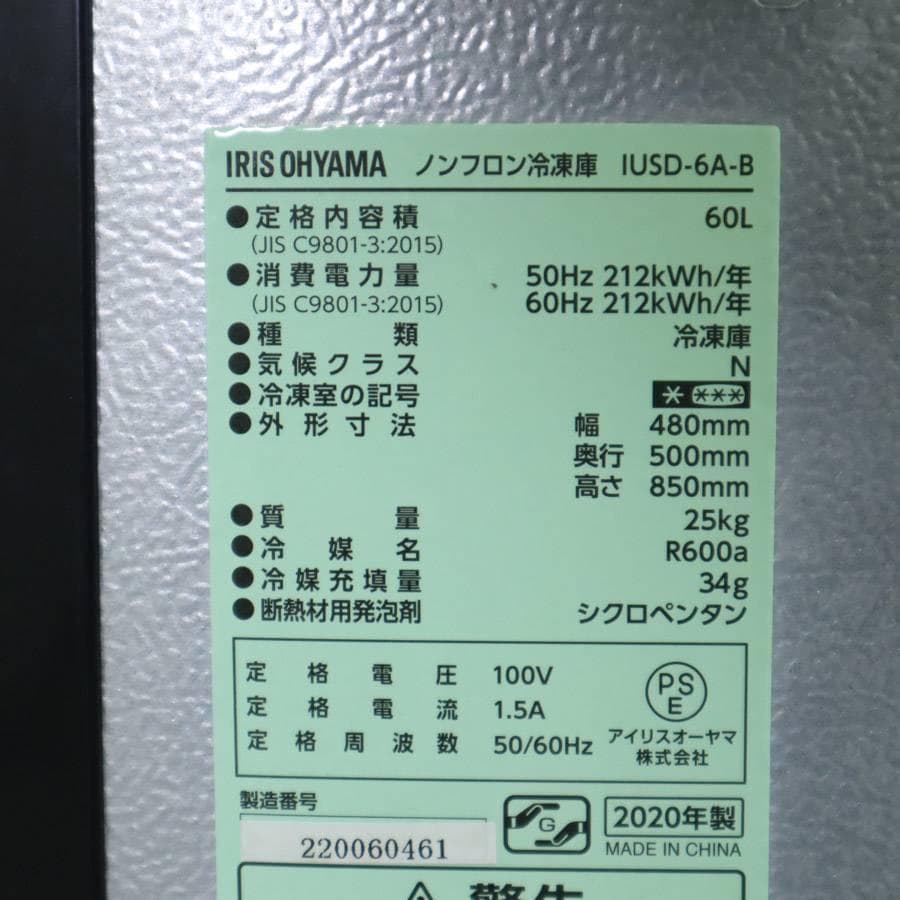 IRIS OHYAMA ノンフロン冷凍庫 IUSD-6A-B
●定格内容積 60L
(JIS C9801-3:2015)
●消費電力量 50Hz 212kWh/年
(JIS C9801-3:2015) 60Hz 212kWh/年
●種類 冷凍庫
●気候クラス N
●冷凍室の記号 * ***
●外形寸法 幅 480mm
奥行 500mm
高さ 850mm
●質量 25kg
●冷媒名 R600a
●冷媒充填量 34g
●断熱材用発泡剤 シクロペンタン
定格電圧 100V
定格電流 1.5A
定格周波数 50/60Hz
PS
E
アイリスオーヤマ
株式会社
製造番号
220060461
G
2020年製
MADE IN CHINA
警告